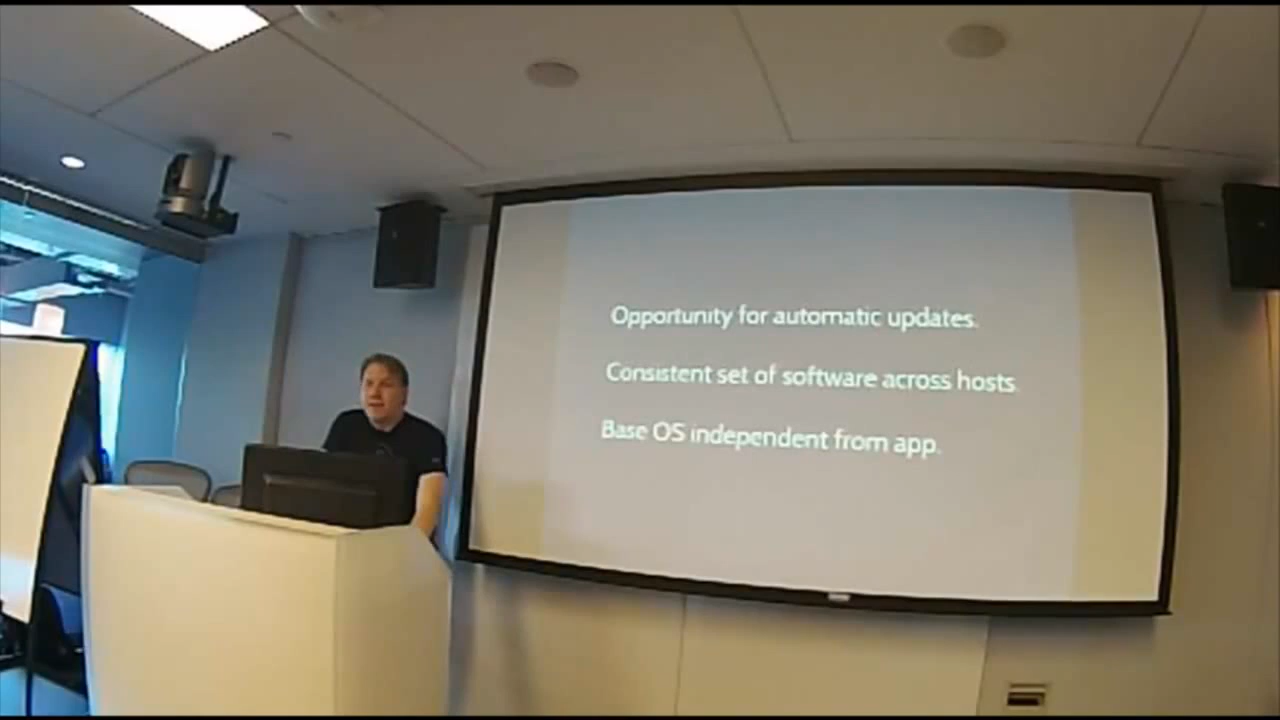 Opportunity for automatic updates.
Consistent set of software across hosts.
Base OS independent from app.